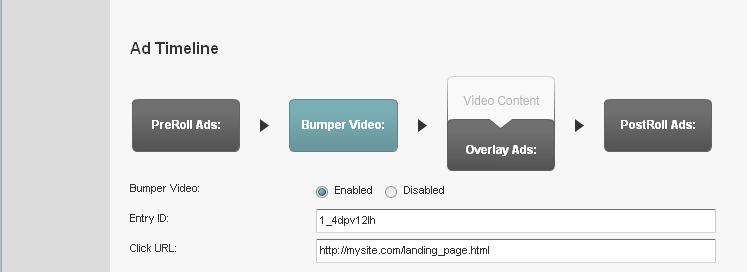 Ad Timeline
PreRoll Ads:
Bumper Video:
Video Content
Overlay Ads:
PostRoll Ads:
Bumper Video: Enabled Disabled
Entry ID: 1_4dpv12lh
Click URL: http://mysite.com/landing_page.html